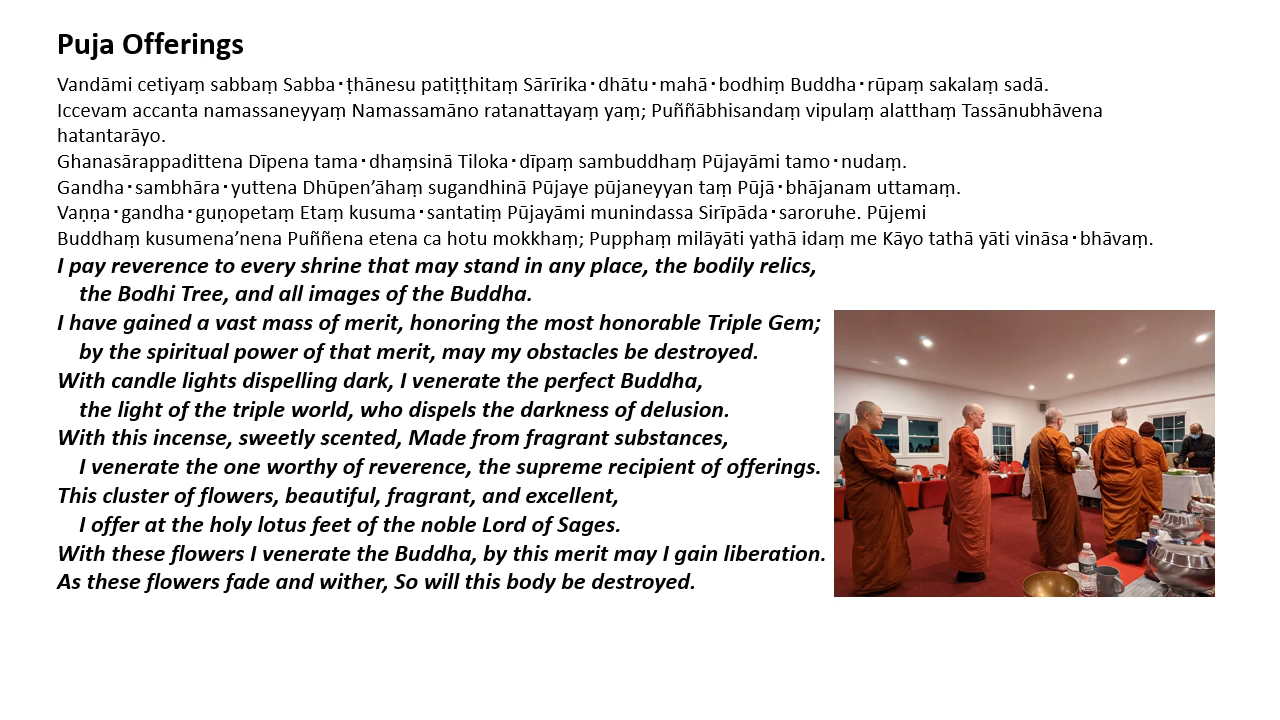 Puja Offerings
Vandāmi cetiyaṃ sabbaṃ Sabba·ṭhānesu patiṭṭhitaṃ Sārīrika·dhātu·mahā·bodhiṃ Buddha·rūpaṃ sakalaṃ sadā.
Iccevam accanta namassaneyyaṃ Namassamāno ratanattayaṃ yaṃ; Puññābhisandaṃ vipulaṃ alatthaṃ Tassānubhāvena
hatantarāyo.
Ghanasārappadittena Dīpena tama·dhaṃsinā Tiloka·dīpaṃ sambuddhaṃ Pūjayāmi tamo·nudaṃ.
Gandha·sambhāra·yuttena Dhūpen’āhaṃ sugandhinā Pūjaye pūjaneyyan taṃ Pūjā·bhājanam uttamaṃ.
Vaṇṇa·gandha·guṇopetaṃ Etaṃ kusuma·santatiṃ Pūjayāmi munindassa Sirīpāda·saroruhe. Pūjemi
Buddhaṃ kusumena’nena Puññena etena ca hotu mokkhaṃ; Pupphaṃ milāyāti yathā idaṃ me Kāyo tathā yāti vināsa·bhāvaṃ.
I pay reverence to every shrine that may stand in any place, the bodily relics,
the Bodhi Tree, and all images of the Buddha.
I have gained a vast mass of merit, honoring the most honorable Triple Gem;
by the spiritual power of that merit, may my obstacles be destroyed.
With candle lights dispelling dark, I venerate the perfect Buddha,
the light of the triple world, who dispels the darkness of delusion.
With this incense, sweetly scented, Made from fragrant substances,
I venerate the one worthy of reverence, the supreme recipient of offerings.
This cluster of flowers, beautiful, fragrant, and excellent,
I offer at the holy lotus feet of the noble Lord of Sages.
With these flowers I venerate the Buddha, by this merit may I gain liberation.
As these flowers fade and wither, So will this body be destroyed.